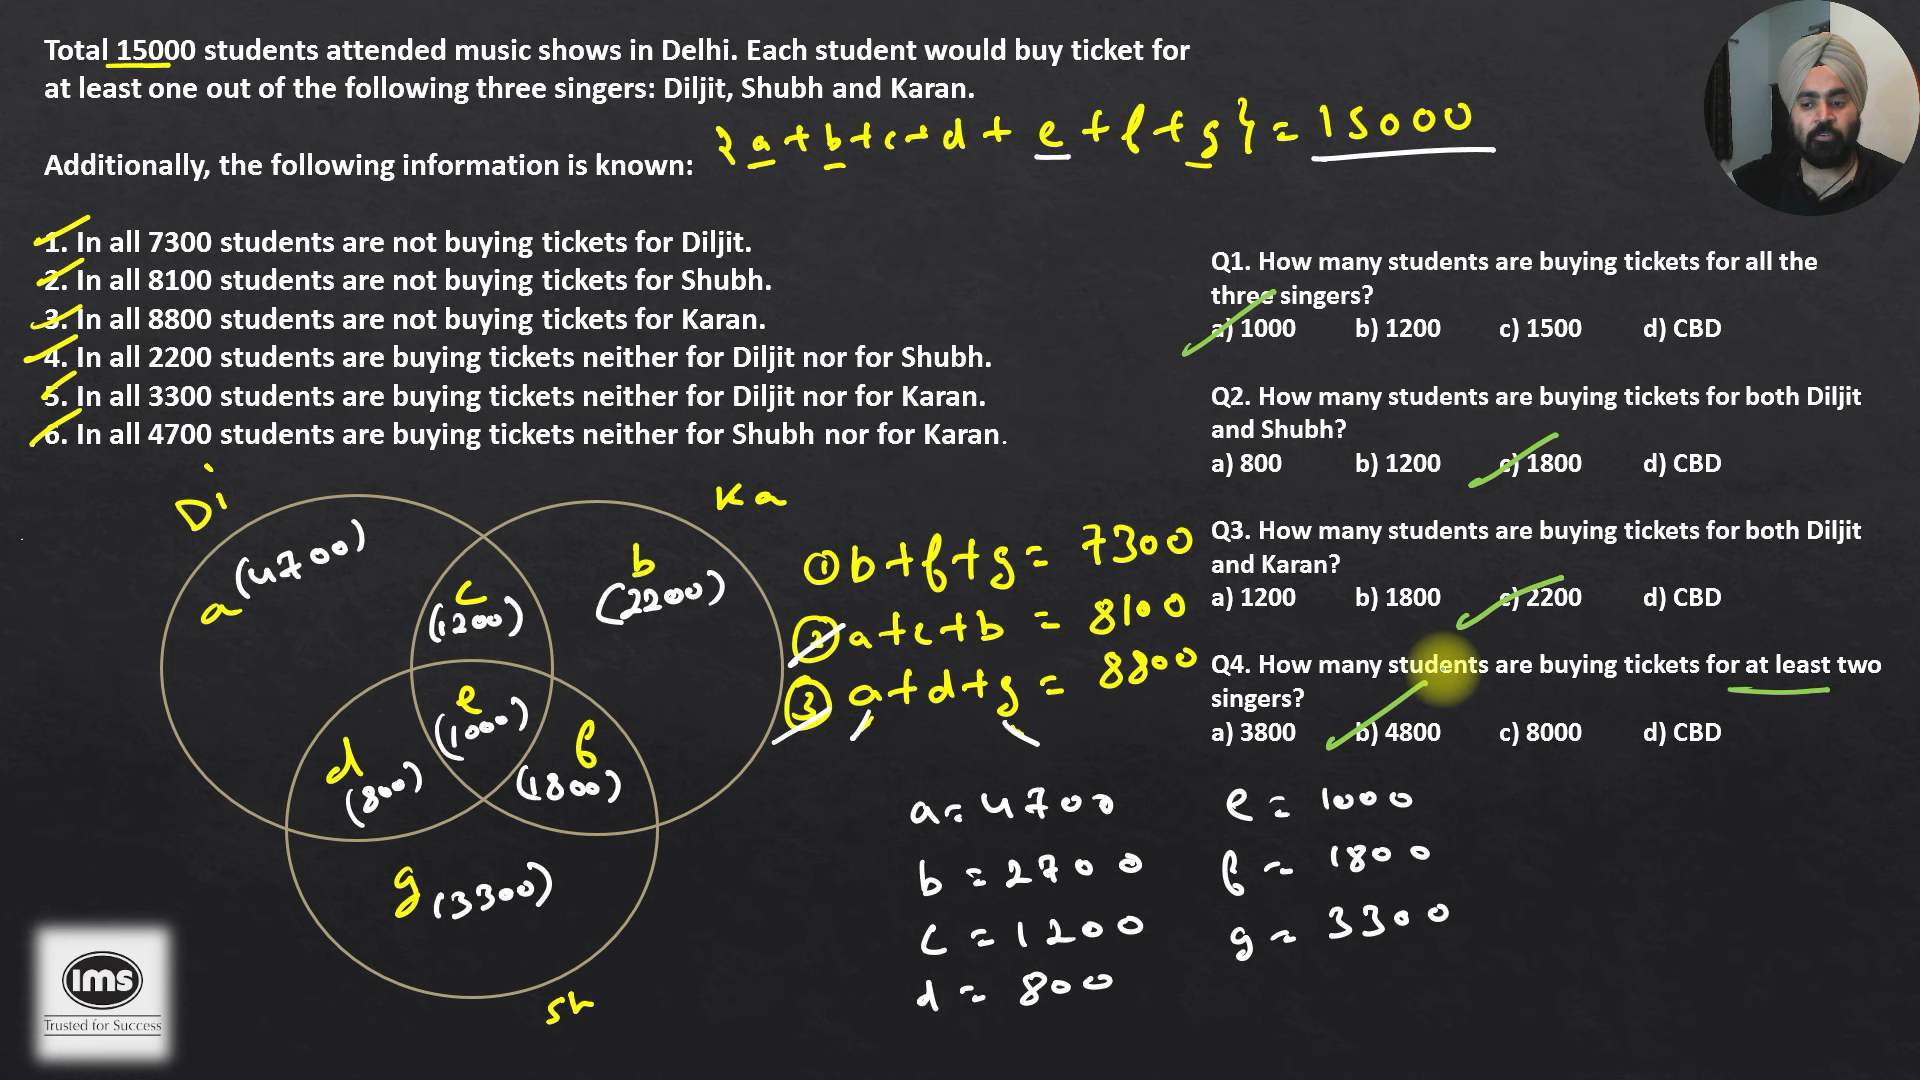 Total 15000 students attended music shows in Delhi. Each student would buy ticket for
at least one out of the following three singers: Diljit, Shubh and Karan.
{a+b+c+d+e+f+g}=15000
Additionally, the following information is known:
1. In all 7300 students are not buying tickets for Diljit.
2. In all 8100 students are not buying tickets for Shubh.
3. In all 8800 students are not buying tickets for Karan.
4. In all 2200 students are buying tickets neither for Diljit nor for Shubh.
5. In all 3300 students are buying tickets neither for Diljit nor for Karan.
6. In all 4700 students are buying tickets neither for Shubh nor for Karan.
Di
Ka
a (4700)
c
(1200)
b
(2200)
e
(1000)
d
(800)
f
(1800)
g (3300)
Sh
① b+f+g = 7300
② a+c+b = 8100
③ a+d+g = 8800
a = 4700
b = 2700
c = 1200
d = 800
e = 1000
f = 1800
g = 3300
Q1. How many students are buying tickets for all the
three singers?
a) 1000 b) 1200 c) 1500 d) CBD
Q2. How many students are buying tickets for both Diljit
and Shubh?
a) 800 b) 1200 c) 1800 d) CBD
Q3. How many students are buying tickets for both Diljit
and Karan?
a) 1200 b) 1800 c) 2200 d) CBD
Q4. How many students are buying tickets for at least two
singers?
a) 3800 b) 4800 c) 8000 d) CBD
ims
Trusted for Success